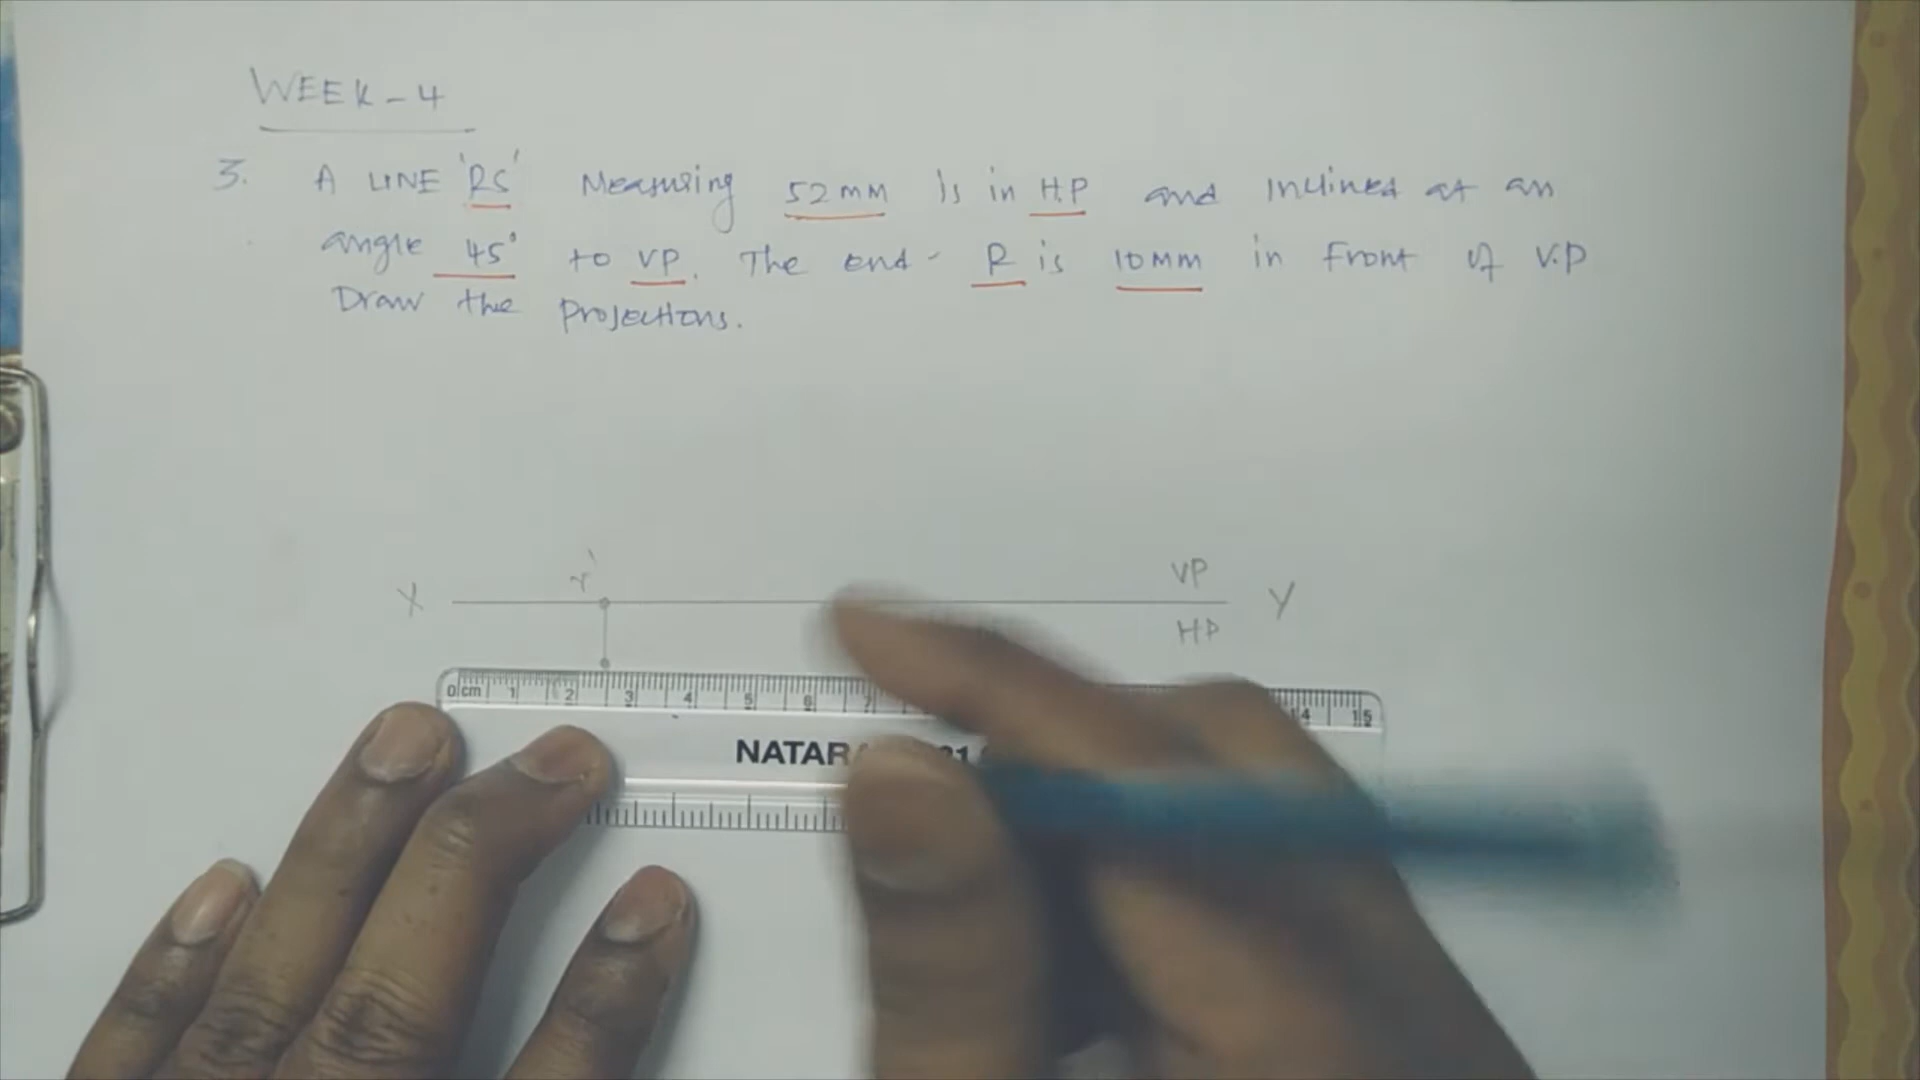 WEEK-4
3. A LINE 'RS' Measuring 52mm Is in H.P and Inclined at an
angle 45° to VP. The end - R is 10mm in front of V.P
Draw the Projections.
r' VP
X Y
HP
0cm 1 2 3 4 5 6 7 14 15
NATAR 21